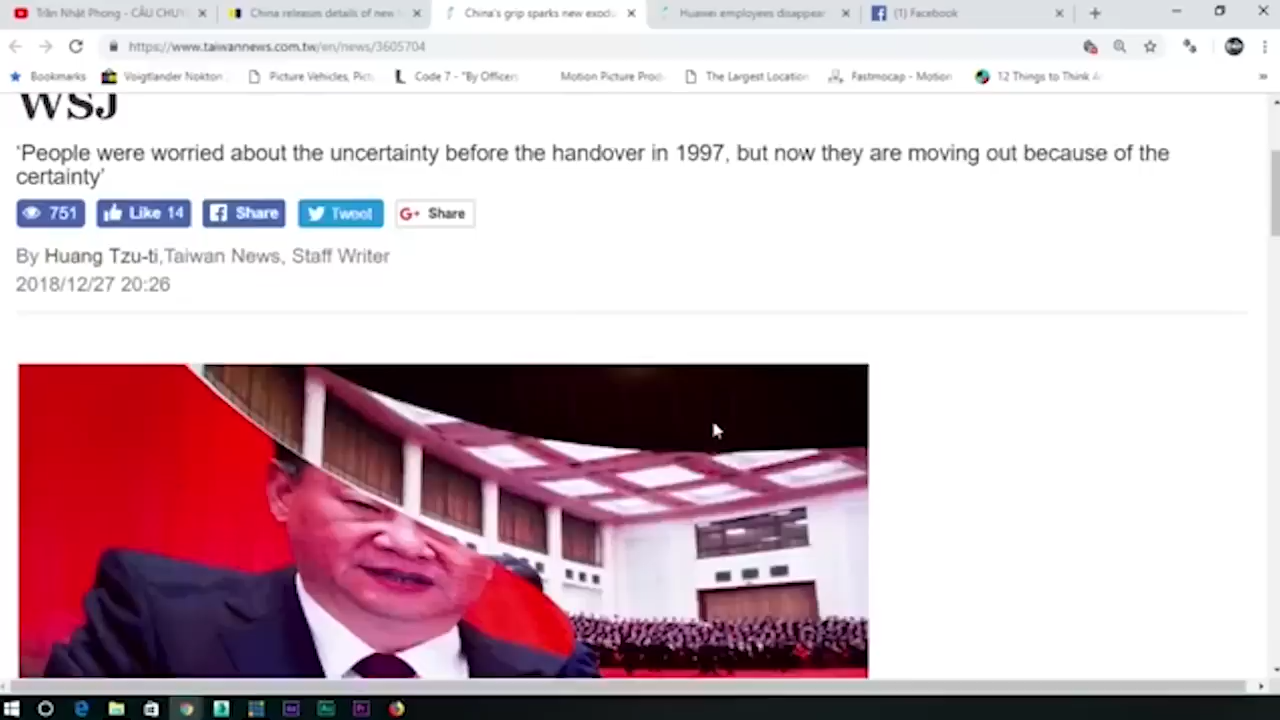 Trần Nhật Phong - CÂU CHUY
China releases details of new t
China's grip sparks new exodu
Huawei employees disappear
(1) Facebook
https://www.taiwannews.com.tw/en/news/3605704
Bookmarks
Voigtlander Nokton
Picture Vehicles, Pict
Code 7 - "By Officers
Motion Picture Prod
The Largest Location
Fastmocap - Motion
12 Things to Think A
WSJ
'People were worried about the uncertainty before the handover in 1997, but now they are moving out because of the
certainty'
751
Like 14
Share
Tweet
G+ Share
By Huang Tzu-ti,Taiwan News, Staff Writer
2018/12/27 20:26